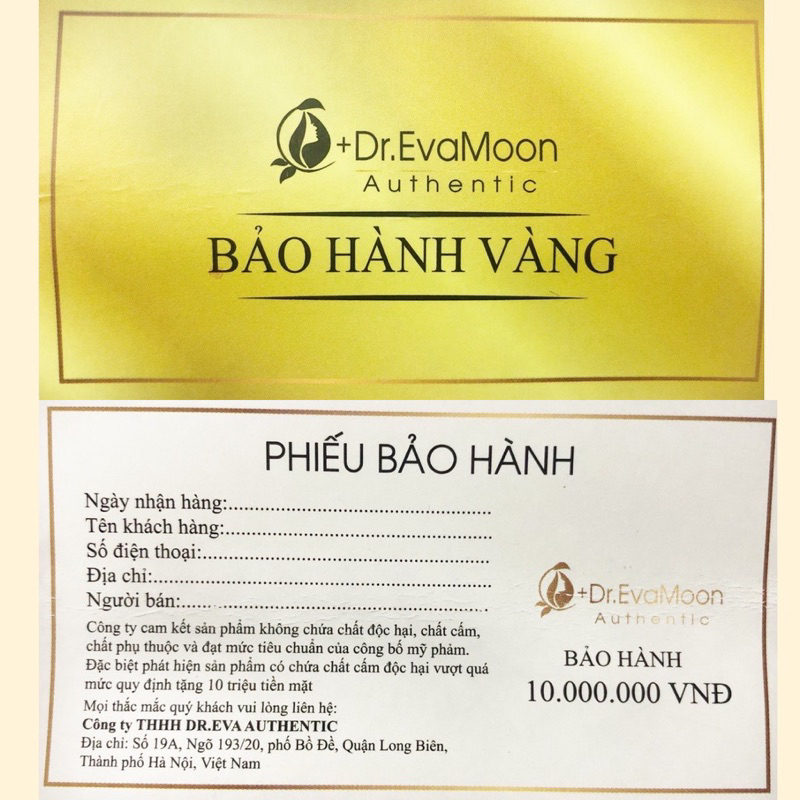 +Dr.EvaMoon
Authentic
BẢO HÀNH VÀNG
PHIẾU BẢO HÀNH
Ngày nhận hàng:
Tên khách hàng:
Số điện thoại:
Địa chỉ:
Người bán:
Công ty cam kết sản phẩm không chứa chất độc hại, chất cấm,
chất phụ thuộc và đạt mức tiêu chuẩn của công bố mỹ phẩm.
Đặc biệt phát hiện sản phẩm có chứa chất cấm độc hại vượt quá
mức quy định tặng 10 triệu tiền mặt
Mọi thắc mắc quý khách vui lòng liên hệ:
Công ty THHH DR.EVA AUTHENTIC
Địa chỉ: Số 19A, Ngõ 193/20, phố Bồ Đề, Quận Long Biên,
Thành phố Hà Nội, Việt Nam
+Dr.EvaMoon
Authentic
BẢO HÀNH
10.000.000 VNĐ